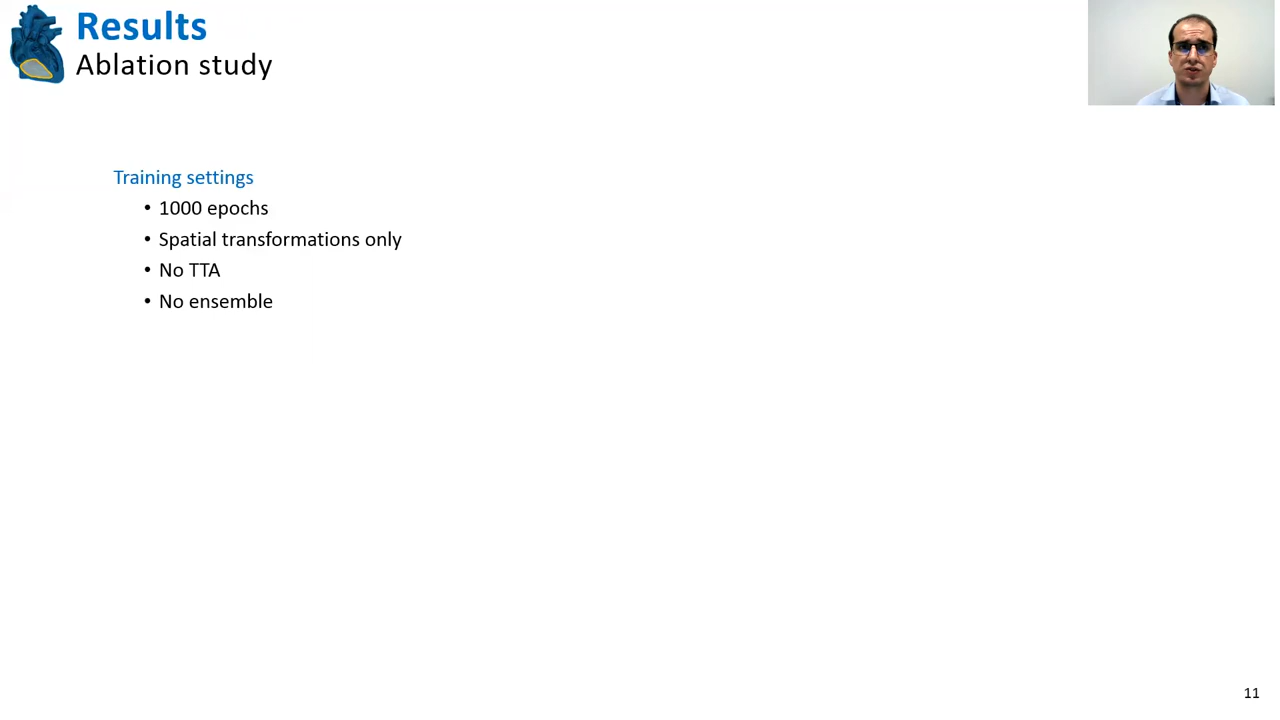 Results
Ablation study
Training settings
• 1000 epochs
• Spatial transformations only
• No TTA
• No ensemble
11